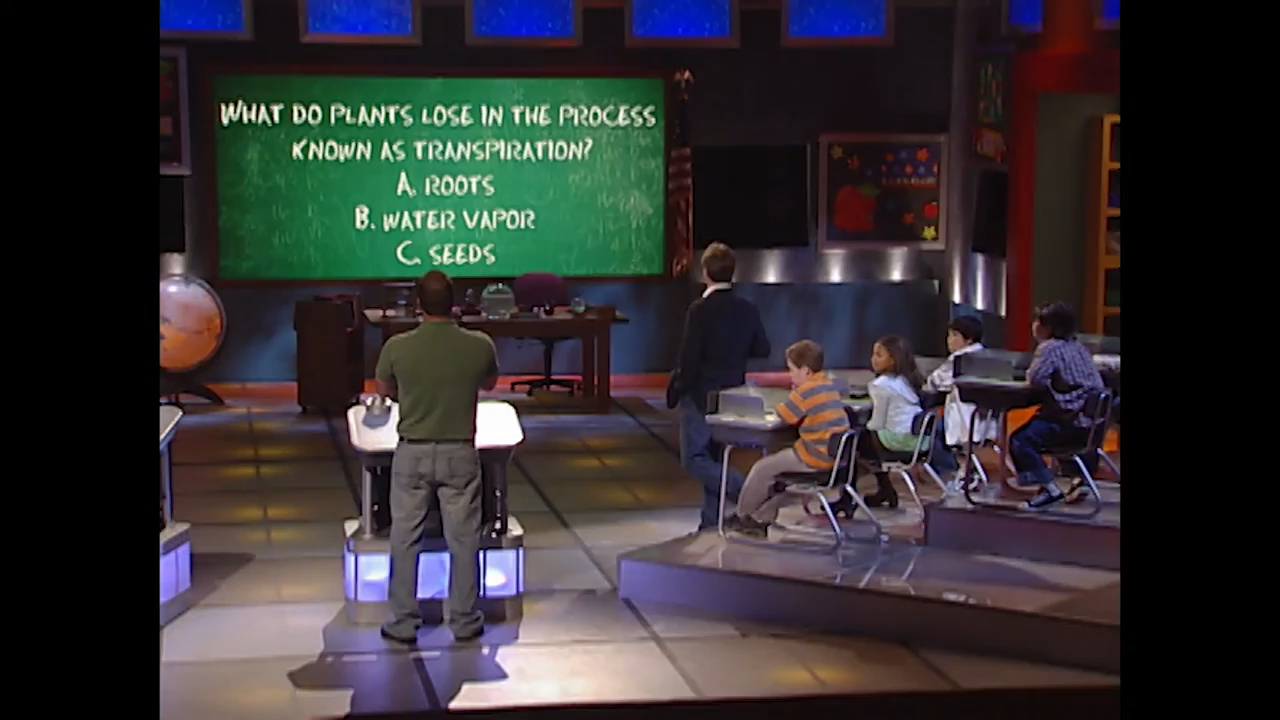 WHAT DO PLANTS LOSE IN THE PROCESS
KNOWN AS TRANSPIRATION?
A. ROOTS
B. WATER VAPOR
C. SEEDS